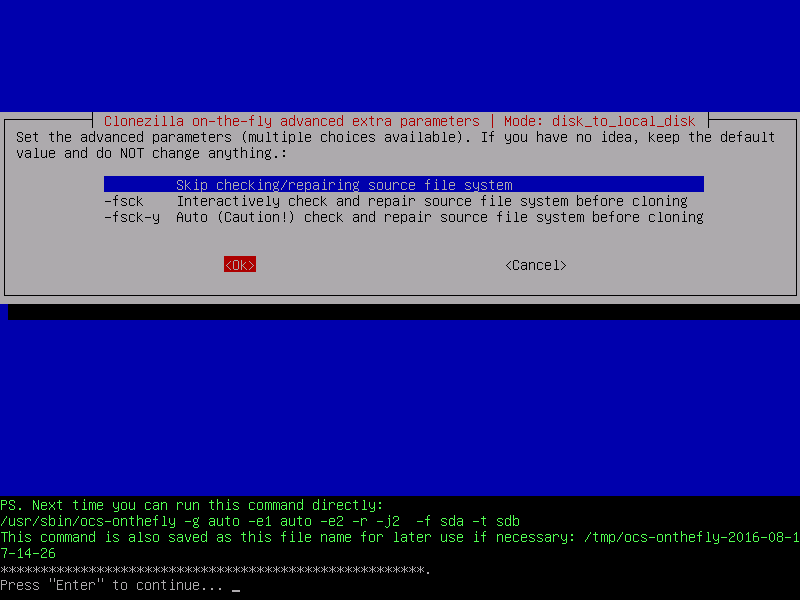 Clonezilla on-the-fly advanced extra parameters | Mode: disk_to_local_disk
Set the advanced parameters (multiple choices available). If you have no idea, keep the default
value and do NOT change anything.:
Skip checking/repairing source file system
-fsck Interactively check and repair source file system before cloning
-fsck-y Auto (Caution!) check and repair source file system before cloning
<Ok> <Cancel>
PS. Next time you can run this command directly:
/usr/sbin/ocs-onthefly -g auto -e1 auto -e2 -r -j2  -f sda -t sdb
This command is also saved as this file name for later use if necessary: /tmp/ocs-onthefly-2016-08-1
7-14-26
*****************************************************.
Press "Enter" to continue... _